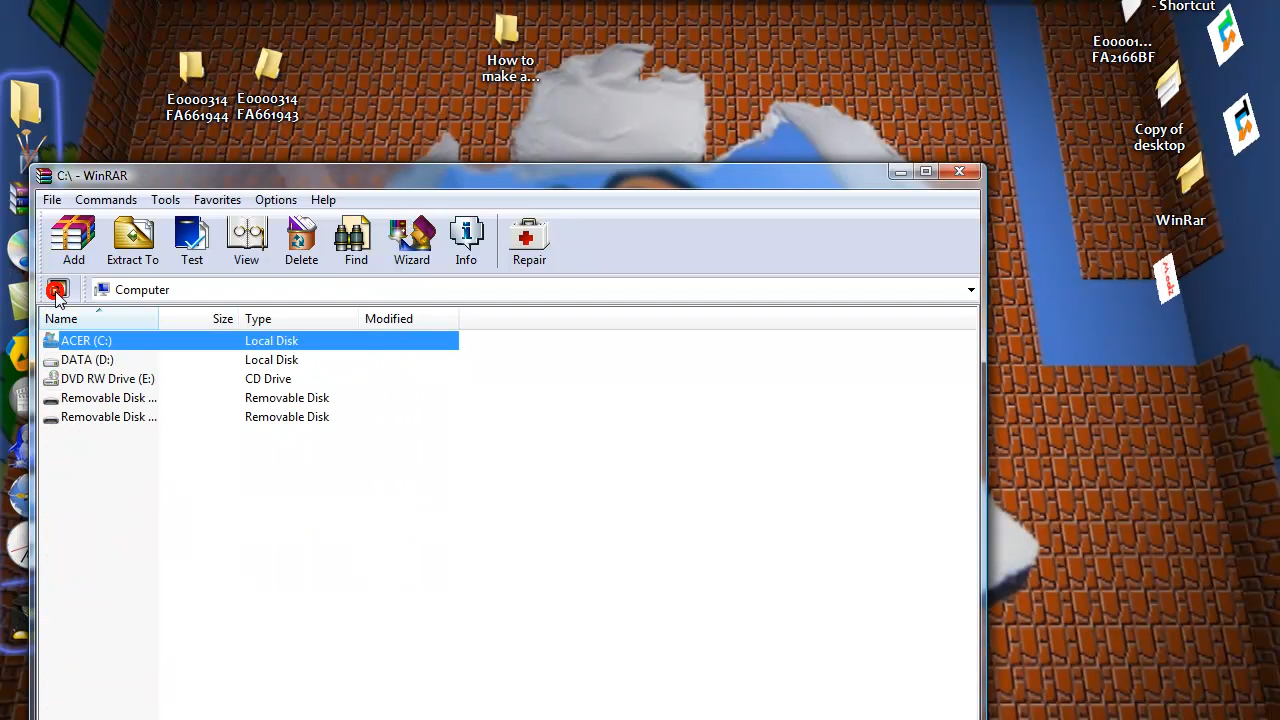 - Shortcut
E00001...
FA2166BF
How to
make a...
E0000314
FA661944
E0000314
FA661943
Copy of
desktop
WinRar
C:\ - WinRAR
File Commands Tools Favorites Options Help
Add Extract To Test View Delete Find Wizard Info Repair
Computer
Name Size Type Modified
ACER (C:) Local Disk
DATA (D:) Local Disk
DVD RW Drive (E:) CD Drive
Removable Disk ... Removable Disk
Removable Disk ... Removable Disk